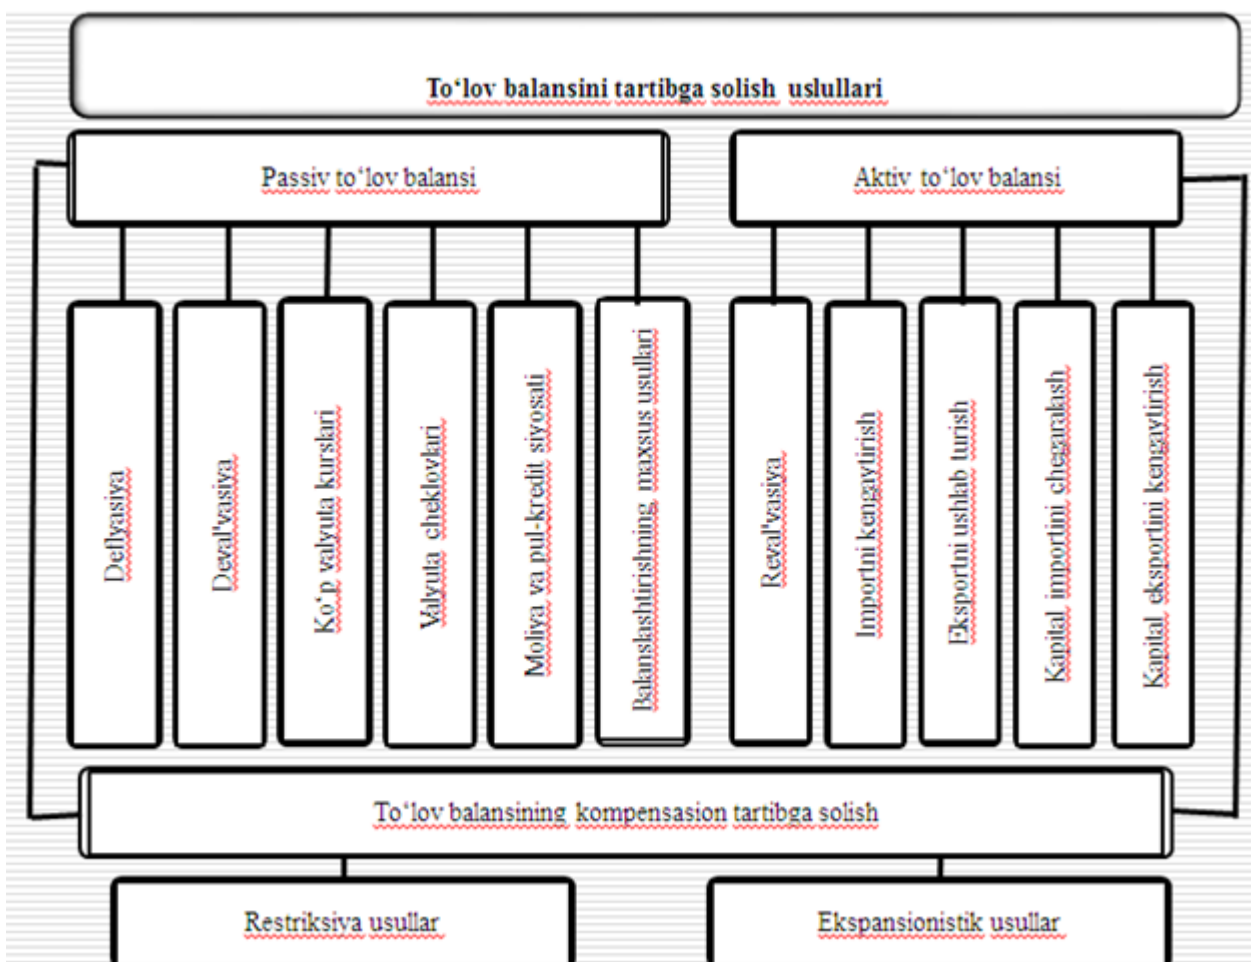 To‘lov balansini tartibga solish uslullari
Passiv to‘lov balansi
Aktiv to‘lov balansi
Deflyasiya
Deval'vasiya
Ko‘p valyuta kurslari
Valyuta cheklovlari
Moliya va pul-kredit siyosati
Balanslashtirishning maxsus usullari
Reval'vasiya
Importni kengaytirish
Eksportni ushlab turish
Kapital importini chegaralash
Kapital eksportini kengaytirish
To‘lov balansining kompensasion tartibga solish
Restriksiya usullar
Ekspansionistik usullar